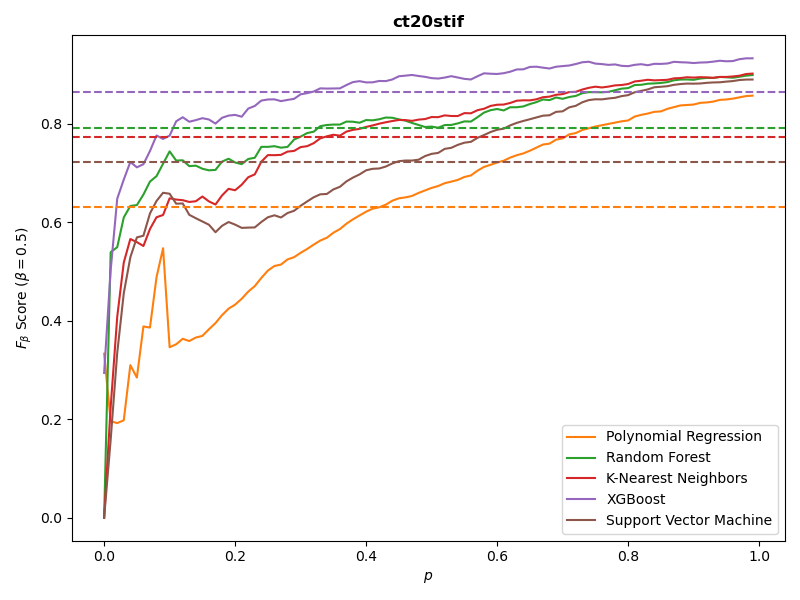 ct20stif
F_β Score (β = 0.5)
0.8
0.6
0.4
0.2
0.0
0.0 0.2 0.4 0.6 0.8 1.0
p
Polynomial Regression
Random Forest
K-Nearest Neighbors
XGBoost
Support Vector Machine